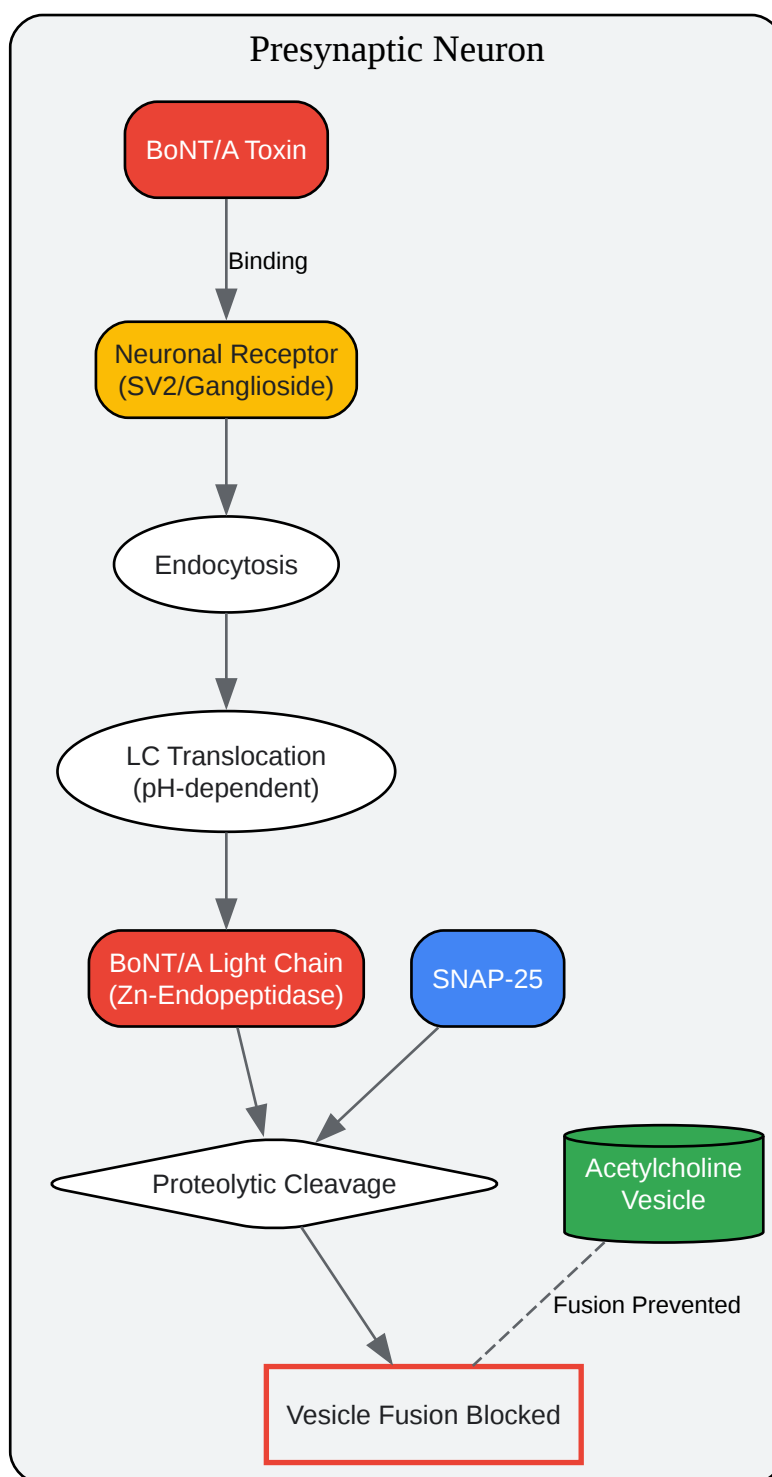 Presynaptic Neuron
BoNT/A Toxin
Binding
Neuronal Receptor
(SV2/Ganglioside)
Endocytosis
LC Translocation
(pH-dependent)
BoNT/A Light Chain
(Zn-Endopeptidase)
SNAP-25
Proteolytic Cleavage
Acetylcholine
Vesicle
Fusion Prevented
Vesicle Fusion Blocked